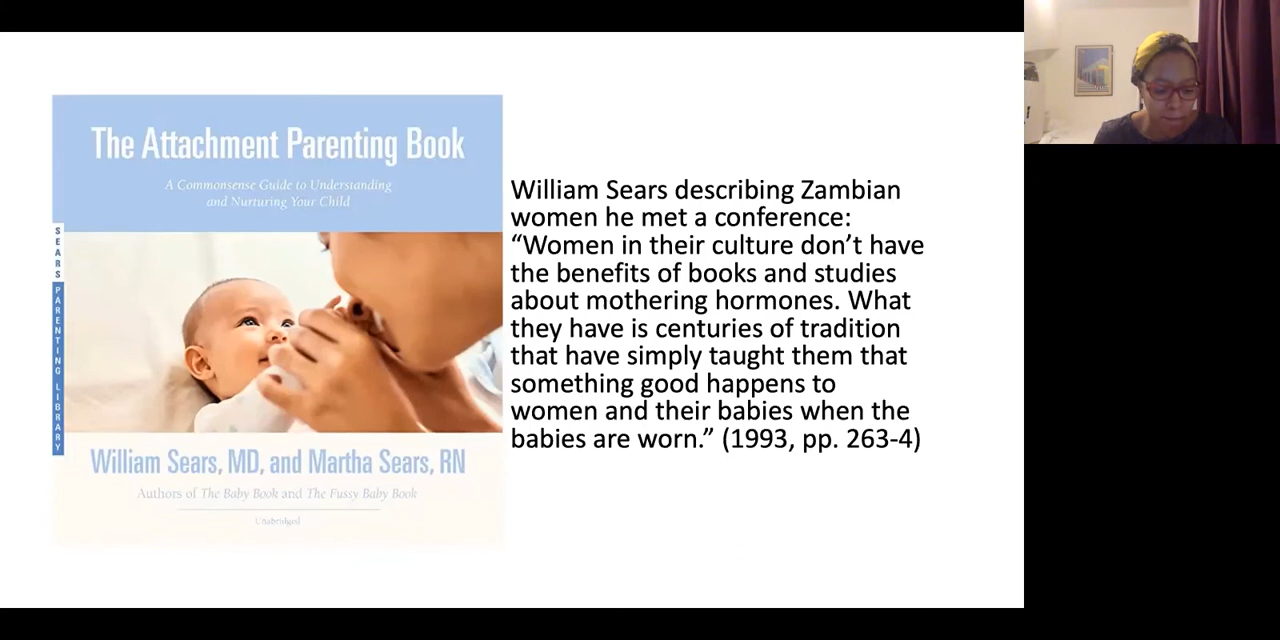 The Attachment Parenting Book
A Commonsense Guide to Understanding
and Nurturing Your Child
SEARS PARENTING LIBRARY
William Sears, MD, and Martha Sears, RN
Authors of The Baby Book and The Fussy Baby Book
Unabridged
William Sears describing Zambian
women he met a conference:
“Women in their culture don’t have
the benefits of books and studies
about mothering hormones. What
they have is centuries of tradition
that have simply taught them that
something good happens to
women and their babies when the
babies are worn.” (1993, pp. 263-4)